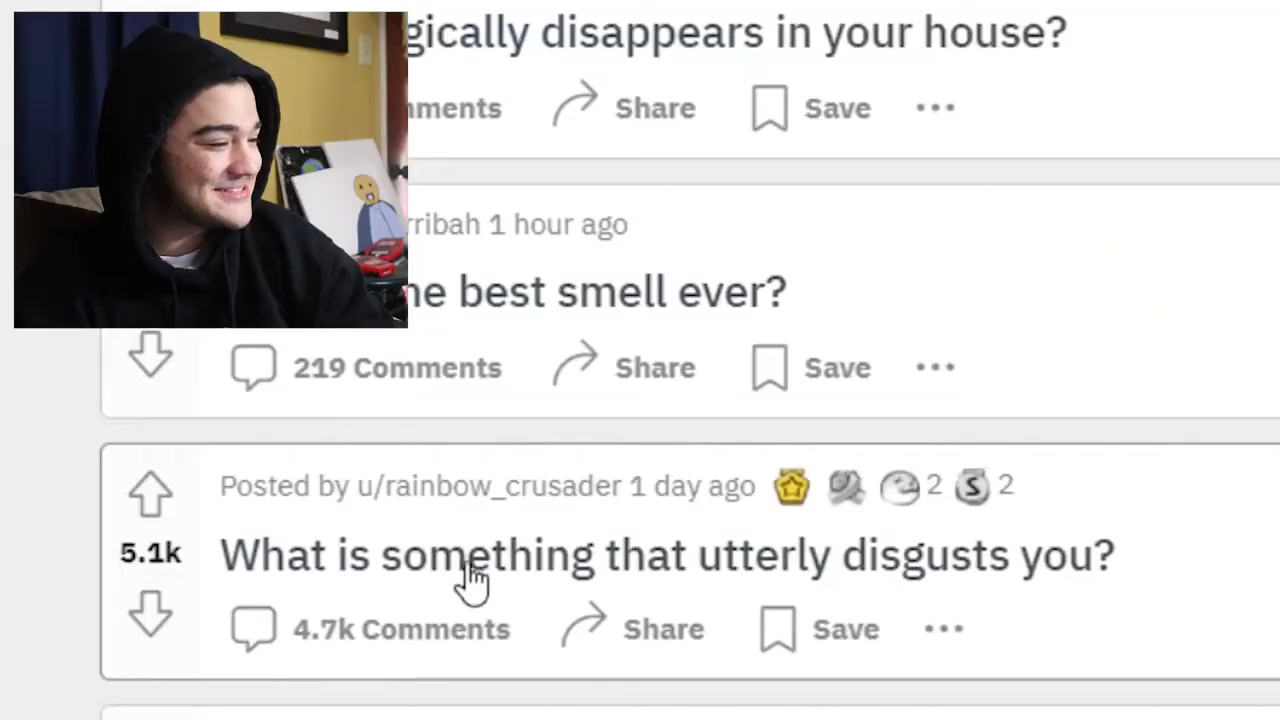 gically disappears in your house?
mments Share Save
rribah 1 hour ago
he best smell ever?
219 Comments Share Save
Posted by u/rainbow_crusader 1 day ago 2 S 2
5.1k
What is something that utterly disgusts you?
4.7k Comments Share Save